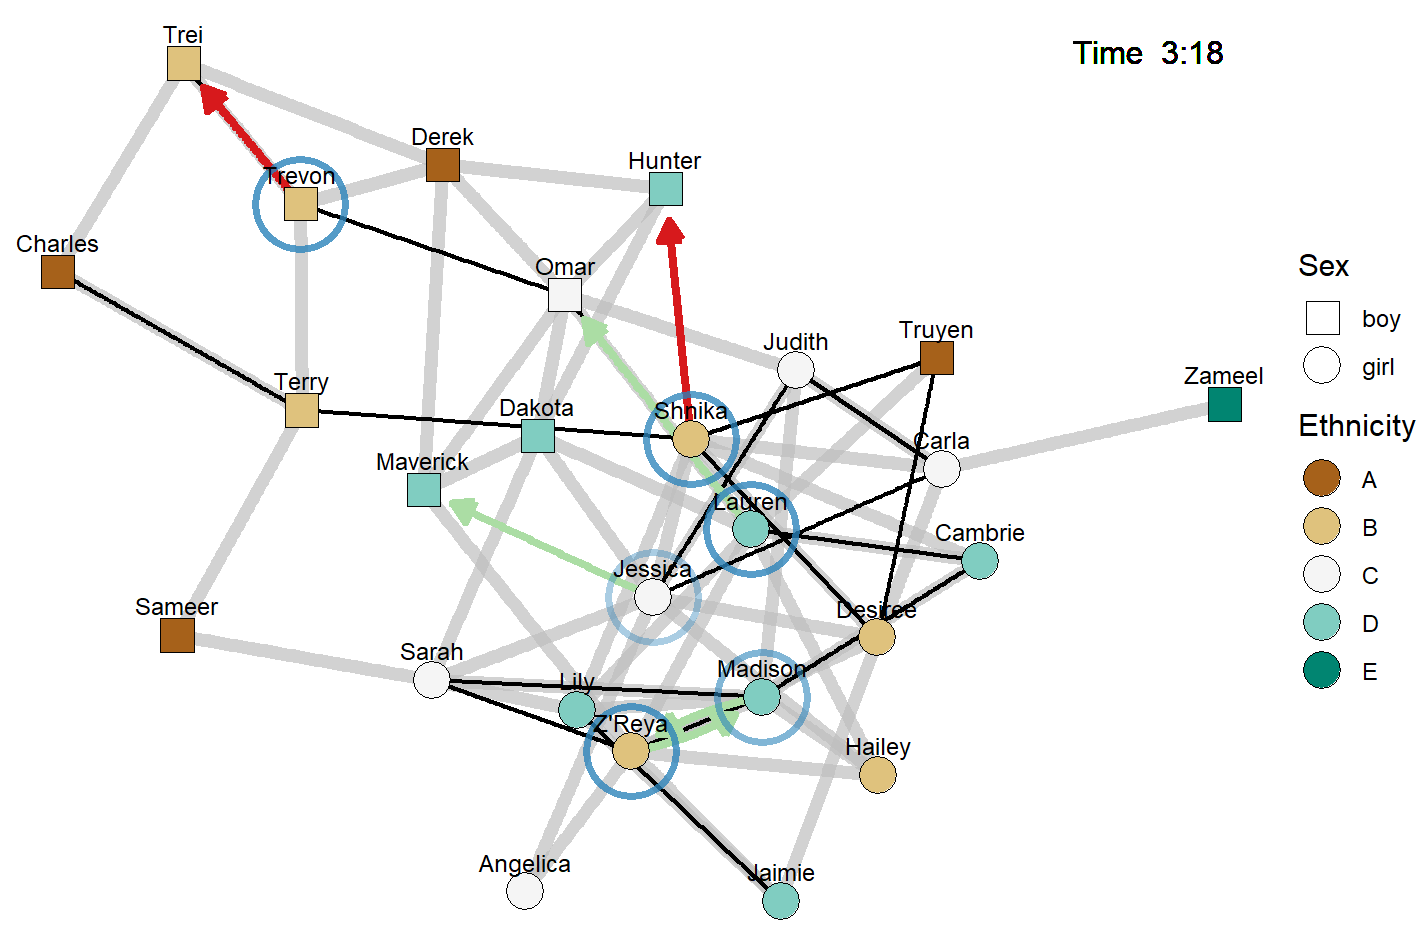 Trei
Time  3:18
Derek
Hunter
Trevon
Charles
Omar
Sex
boy
girl
Judith
Truyen
Zameel
Terry
Dakota
Shnika
Ethnicity
A
B
C
D
E
Carla
Maverick
Lauren
Cambrie
Jessica
Sameer
Desiree
Sarah
Madison
Lily
Z'Reya
Hailey
Angelica
Jaimie